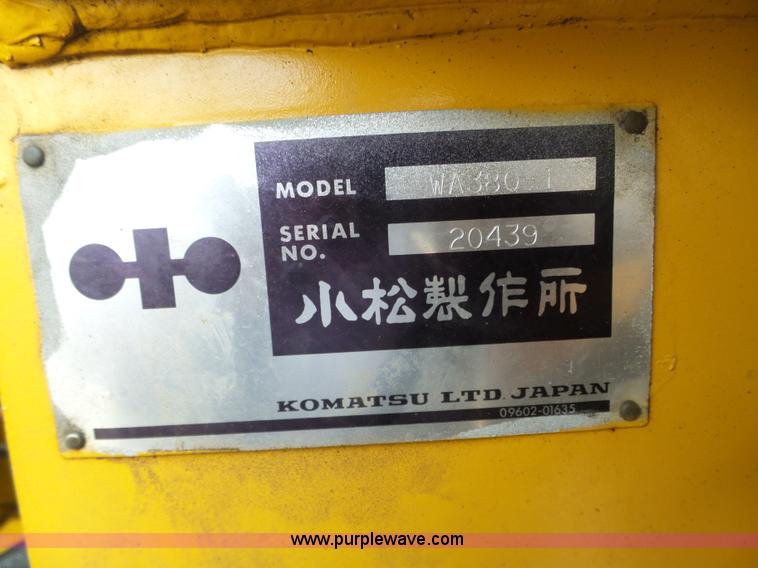 MODEL WA380-1
SERIAL NO. 20439
小松製作所
KOMATSU LTD. JAPAN
09602-01635
www.purplewave.com